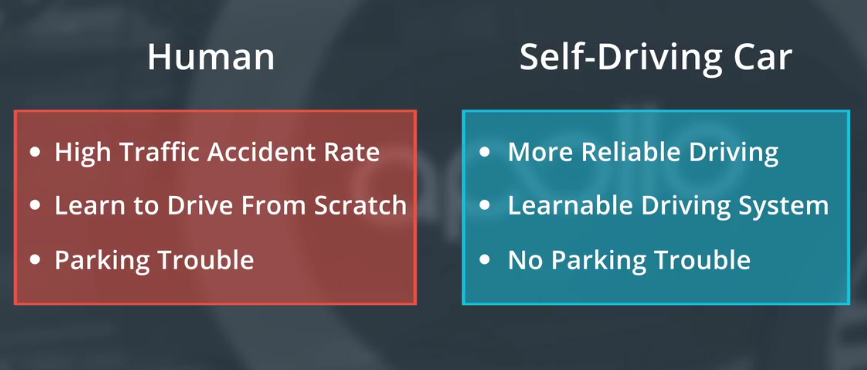 Human
High Traffic Accident Rate
Learn to Drive From Scratch
Parking Trouble
Self-Driving Car
More Reliable Driving
Learnable Driving System
No Parking Trouble
apollo